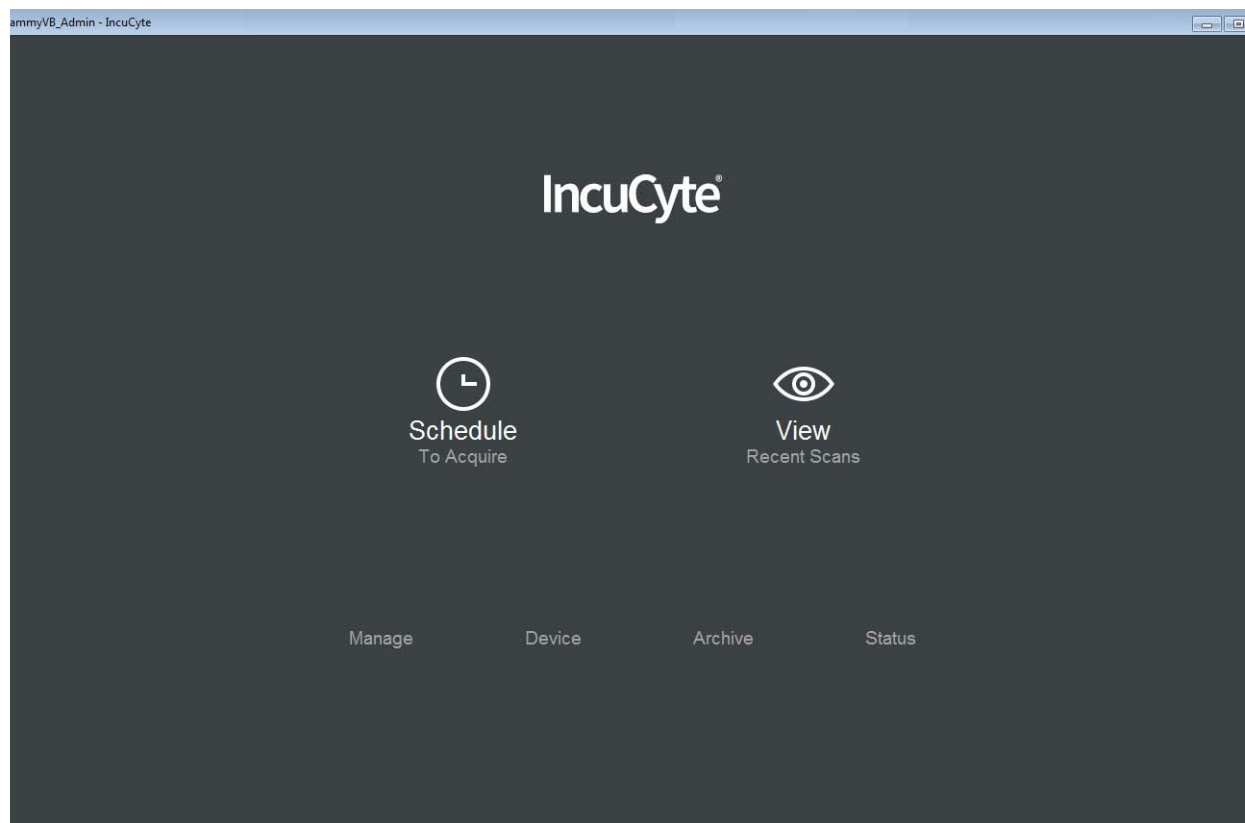 ammyVB_Admin - IncuCyte
IncuCyte®
Schedule
To Acquire
View
Recent Scans
Manage Device Archive Status